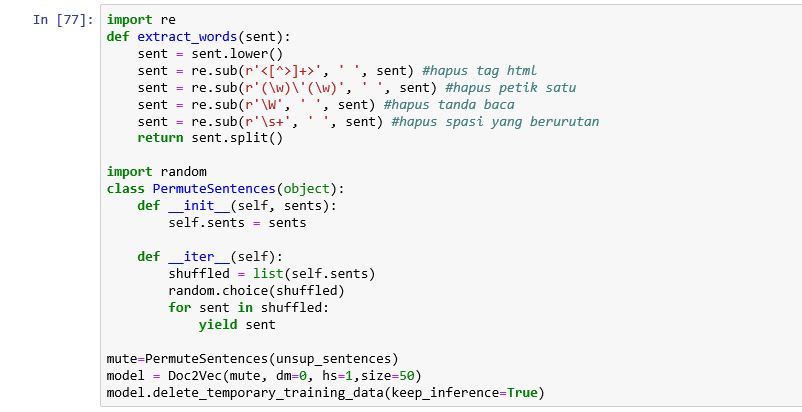 In [77]: import re
def extract_words(sent):
    sent = sent.lower()
    sent = re.sub(r'<[^>]+>', ' ', sent) #hapus tag html
    sent = re.sub(r'(\w)\'(\w)', ' ', sent) #hapus petik satu
    sent = re.sub(r'\W', ' ', sent) #hapus tanda baca
    sent = re.sub(r'\s+', ' ', sent) #hapus spasi yang berurutan
    return sent.split()

import random
class PermuteSentences(object):
    def __init__(self, sents):
        self.sents = sents

    def __iter__(self):
        shuffled = list(self.sents)
        random.choice(shuffled)
        for sent in shuffled:
            yield sent

mute=PermuteSentences(unsup_sentences)
model = Doc2Vec(mute, dm=0, hs=1,size=50)
model.delete_temporary_training_data(keep_inference=True)